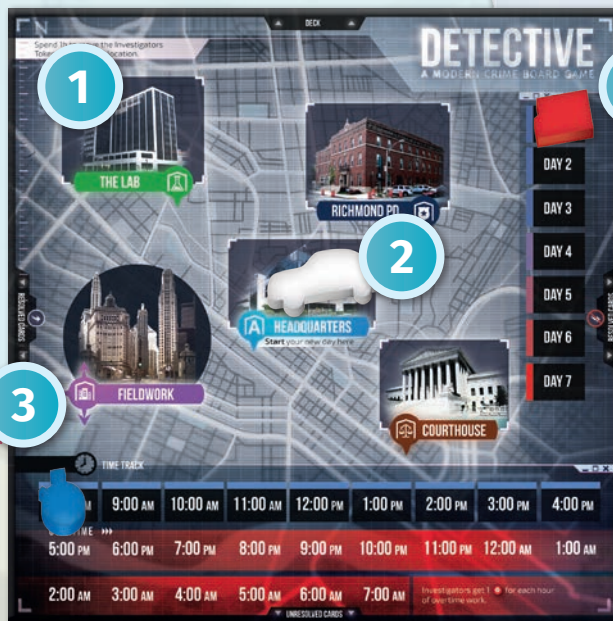 DECK
N
Spend 1h to move the Investigators
location.
DETECTIVE
A MODERN CRIME BOARD GAME
1
THE LAB
RICHMOND PD
DAY 2
DAY 3
DAY 4
DAY 5
DAY 6
DAY 7
2
HEADQUARTERS
Start your new day here
RESOLVED CARDS
3
FIELDWORK
COURTHOUSE
TIME TRACK
9:00 AM 10:00 AM 11:00 AM 12:00 PM 1:00 PM 2:00 PM 3:00 PM 4:00 PM
5:00 PM 6:00 PM 7:00 PM 8:00 PM 9:00 PM 10:00 PM 11:00 PM 12:00 AM 1:00 AM
2:00 AM 3:00 AM 4:00 AM 5:00 AM 6:00 AM 7:00 AM
Investigators get 1 for each hour
of overtime work.
UNRESOLVED CARDS